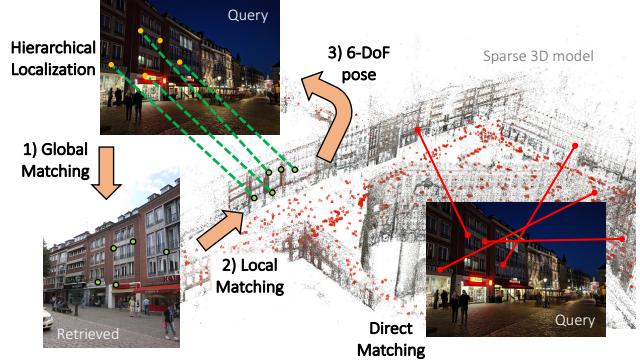 Query
Hierarchical
Localization
3) 6-DoF
pose
Sparse 3D model
1) Global
Matching
2) Local
Matching
Retrieved
Direct
Matching
Query